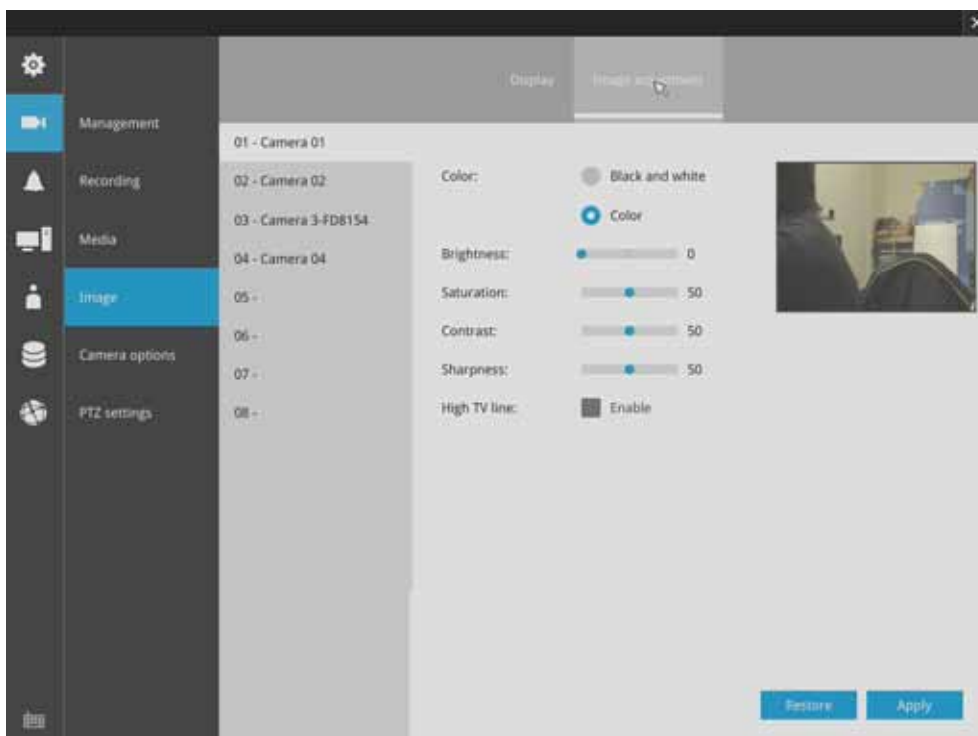 Display
Image adjustment
Management
Recording
Media
Image
Camera options
PTZ settings
01 - Camera 01
02 - Camera 02
03 - Camera 3-FD8154
04 - Camera 04
05 -
06 -
07 -
08 -
Color: Black and white
Color
Brightness: 0
Saturation: 50
Contrast: 50
Sharpness: 50
High TV line: Enable
Restore Apply